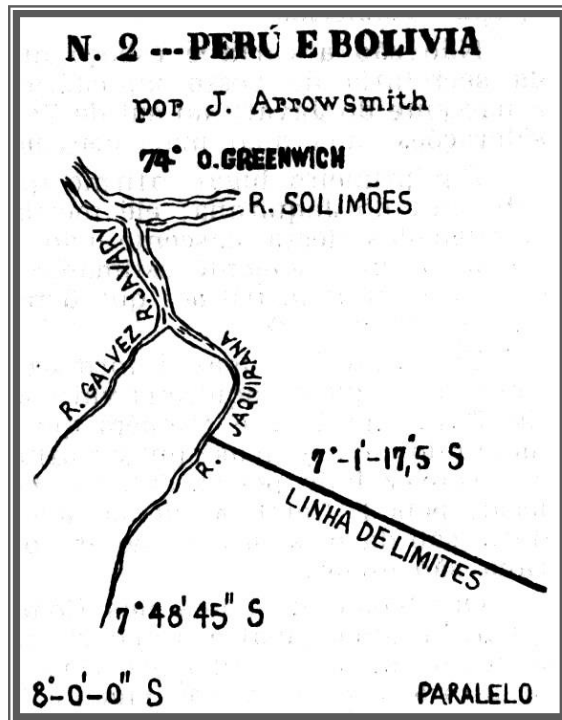 N. 2 --- PERÚ E BOLIVIA
por J. Arrowsmith
74° O. GREENWICH
R. SOLIMÕES
R. JAVARY
R. GALVEZ
R. JAQUIRANA
7°-1'-17",5 S
LINHA DE LIMITES
7° 48' 45" S
8°-0'-0" S
PARALELO